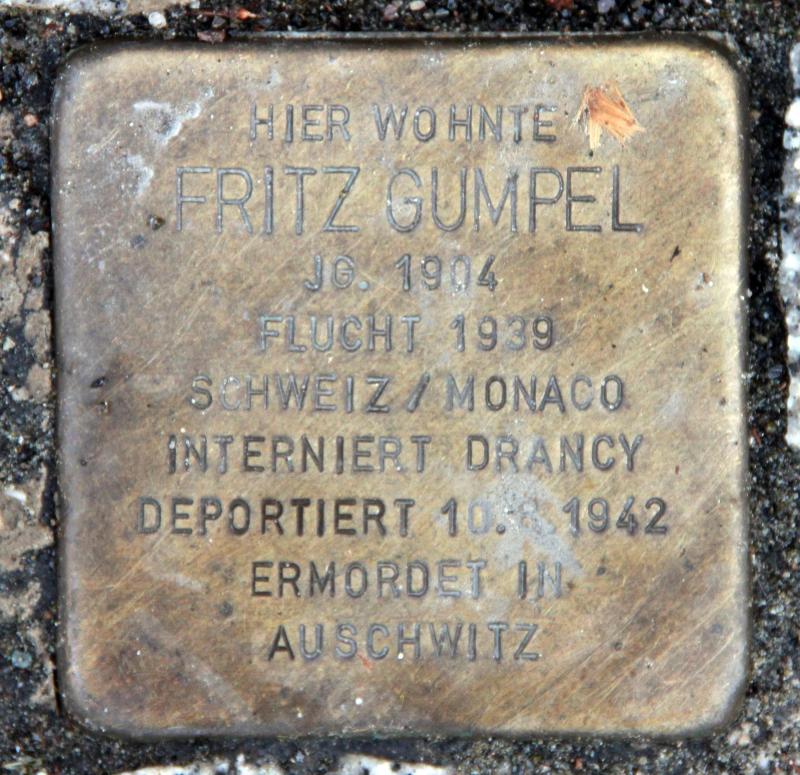 HIER WOHNTE
FRITZ GUMPEL
JG. 1904
FLUCHT 1939
SCHWEIZ / MONACO
INTERNIERT DRANCY
DEPORTIERT 10.8.1942
ERMORDET IN
AUSCHWITZ